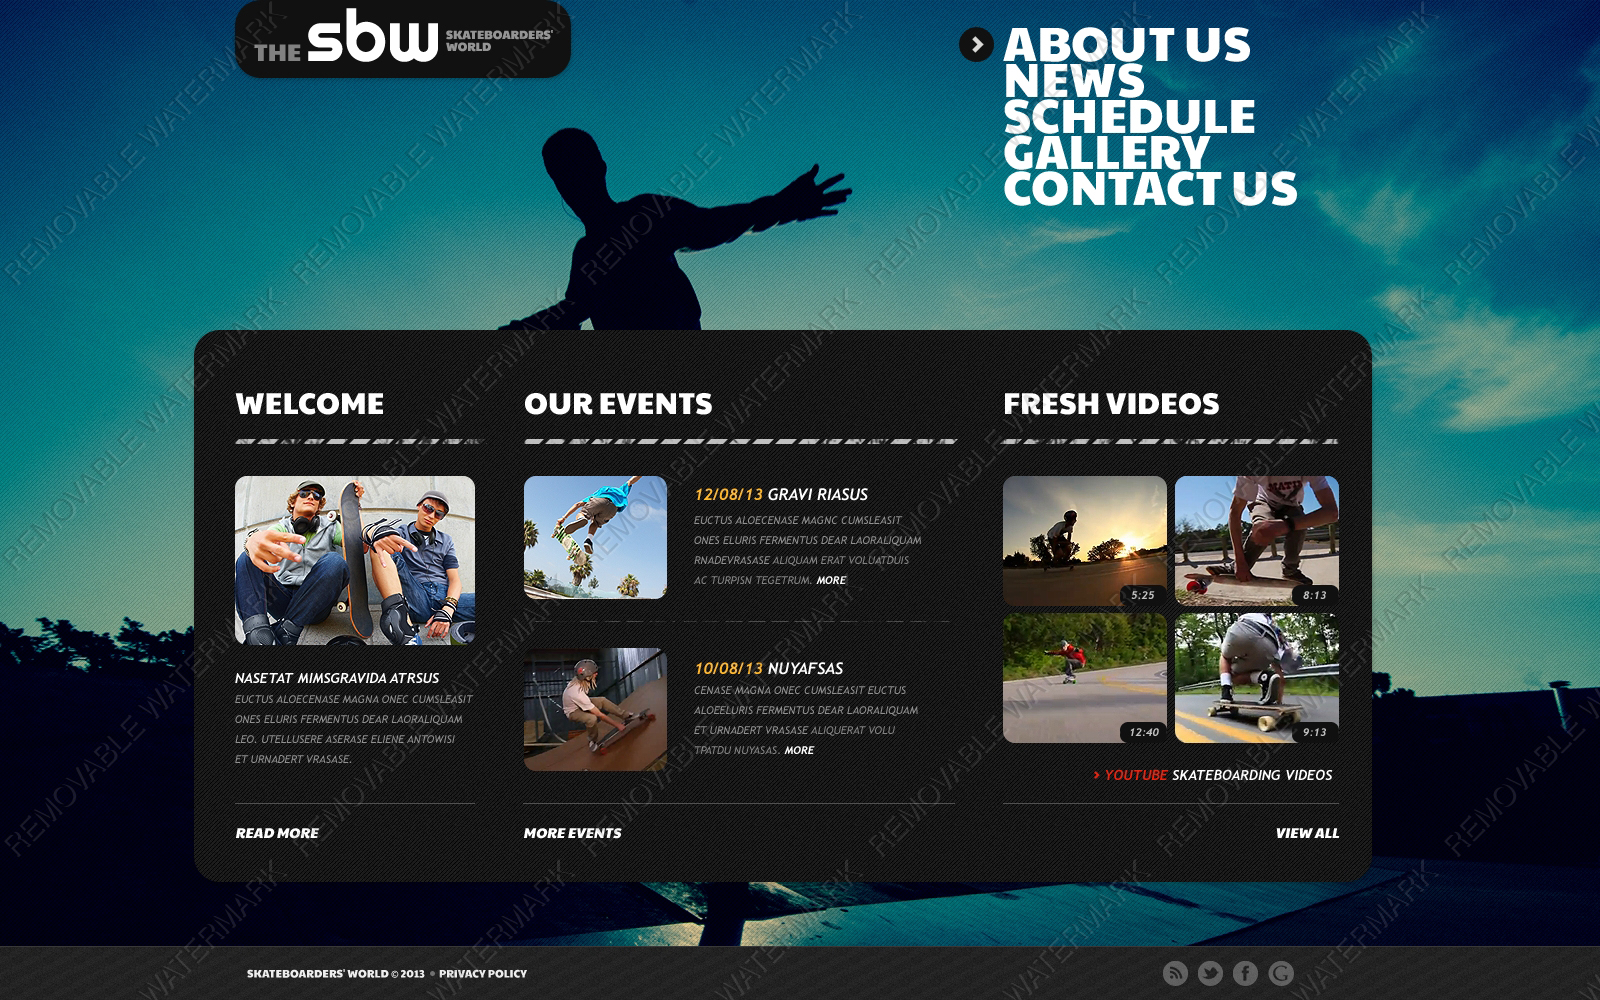 THE sbw SKATEBOARDERS' WORLD
ABOUT US
NEWS
SCHEDULE
GALLERY
CONTACT US
WELCOME
NASETAT MIMSGRAVIDA ATRSUS
EUCTUS ALOECENASE MAGNA ONEC CUMSLEASIT
ONES ELURIS FERMENTUS DEAR LAORALIQUAM
LEO. UTELLUSERE ASERASE ELIENE ANTOWISI
ET URNADERT VRASASE.
READ MORE
OUR EVENTS
12/08/13 GRAVI RIASUS
EUCTUS ALOECENASE MAGNC CUMSLEASIT
ONES ELURIS FERMENTUS DEAR LAORALIQUAM
RNADEVRASASE ALIQUAM ERAT VOLUATDUIS
AC TURPISN TEGETRUM. MORE
10/08/13 NUYAFSAS
CENASE MAGNA ONEC CUMSLEASIT EUCTUS
ALOEELURIS FERMENTUS DEAR LAORALIQUAM
ET URNADERT VRASASE ALIQUERAT VOLU
TPATDU NUYASAS. MORE
MORE EVENTS
FRESH VIDEOS
5:25
8:13
12:40
9:13
> YOUTUBE SKATEBOARDING VIDEOS
VIEW ALL
SKATEBOARDERS' WORLD © 2013 • PRIVACY POLICY
REMOVABLE WATERMARK